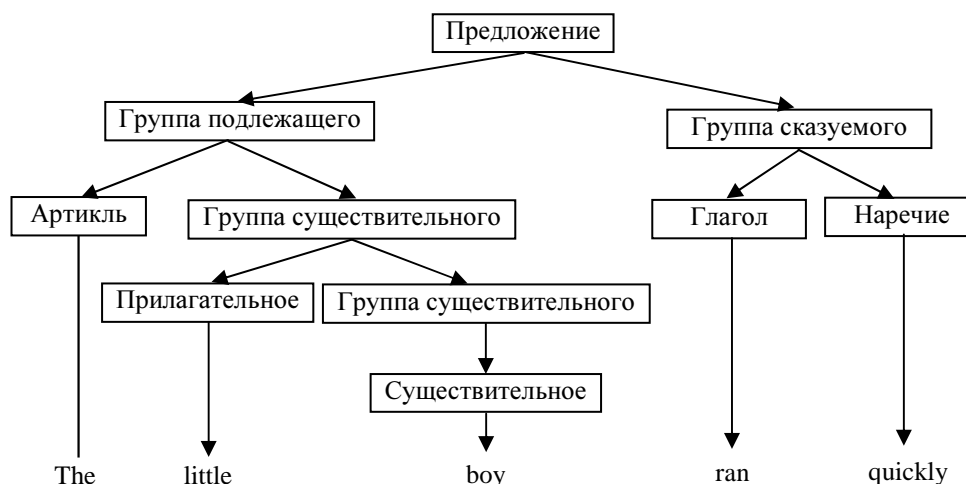 Предложение
Группа подлежащего
Группа сказуемого
Артикль
Группа существительного
Глагол
Наречие
Прилагательное
Группа существительного
Существительное
The little boy ran quickly